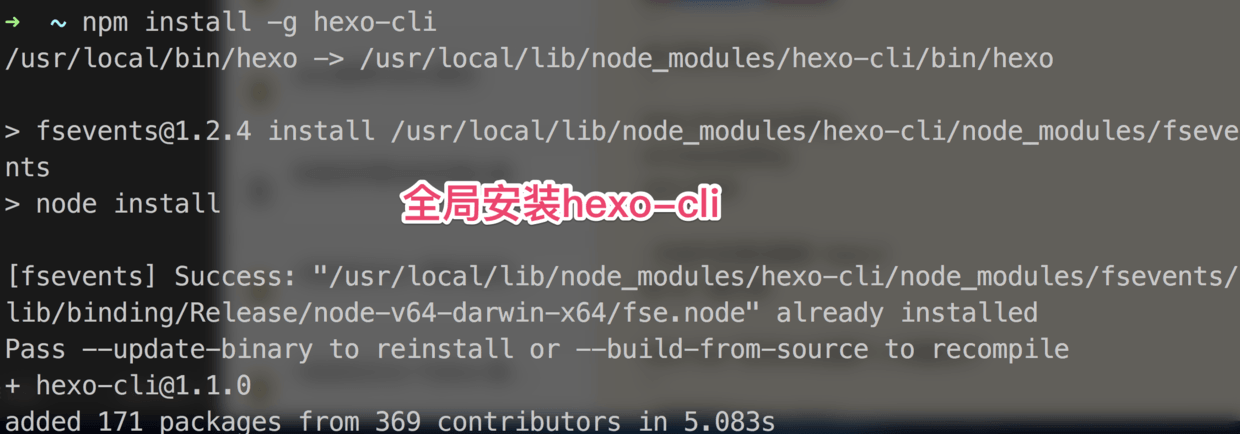 ➜  ~ npm install -g hexo-cli
/usr/local/bin/hexo -> /usr/local/lib/node_modules/hexo-cli/bin/hexo
> fsevents@1.2.4 install /usr/local/lib/node_modules/hexo-cli/node_modules/fseve
nts
> node install
全局安装hexo-cli
[fsevents] Success: "/usr/local/lib/node_modules/hexo-cli/node_modules/fsevents/
lib/binding/Release/node-v64-darwin-x64/fse.node" already installed
Pass --update-binary to reinstall or --build-from-source to recompile
+ hexo-cli@1.1.0
added 171 packages from 369 contributors in 5.083s